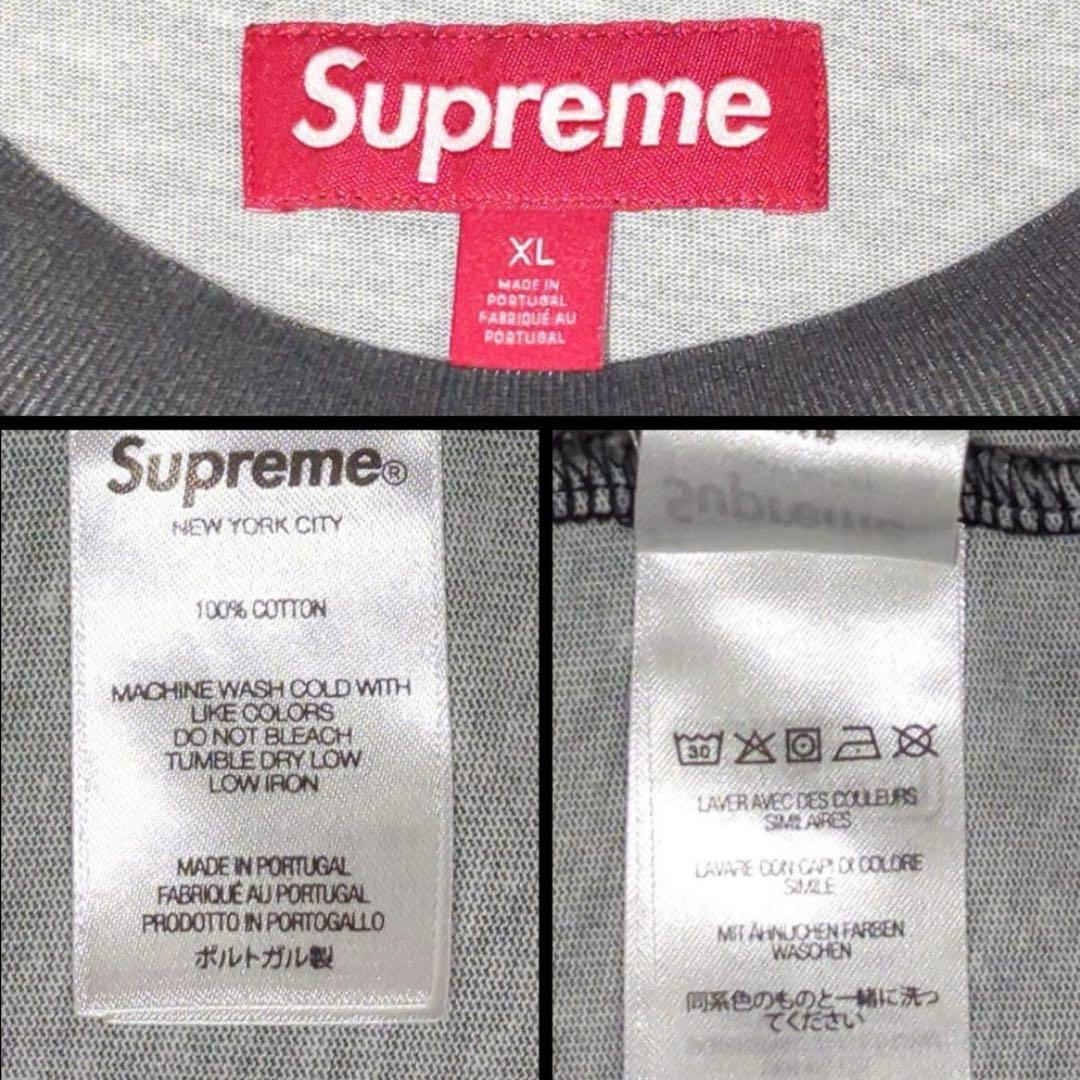 Supreme
XL
MADE IN
PORTUGAL
FABRIQUÉ AU
PORTUGAL
Supreme®
NEW YORK CITY
100% COTTON
MACHINE WASH COLD WITH
LIKE COLORS
DO NOT BLEACH
TUMBLE DRY LOW
LOW IRON
MADE IN PORTUGAL
FABRIQUÉ AU PORTUGAL
PRODOTTO IN PORTOGALLO
ポルトガル製
Supreme
30
LAVER AVEC DES COULEURS
SIMILAIRES
LAVARE CON CAPI DI COLORE
SIMILE
MIT ÄHNLICHEN FARBEN
WASCHEN
同系色のものと一緒に洗っ
てください